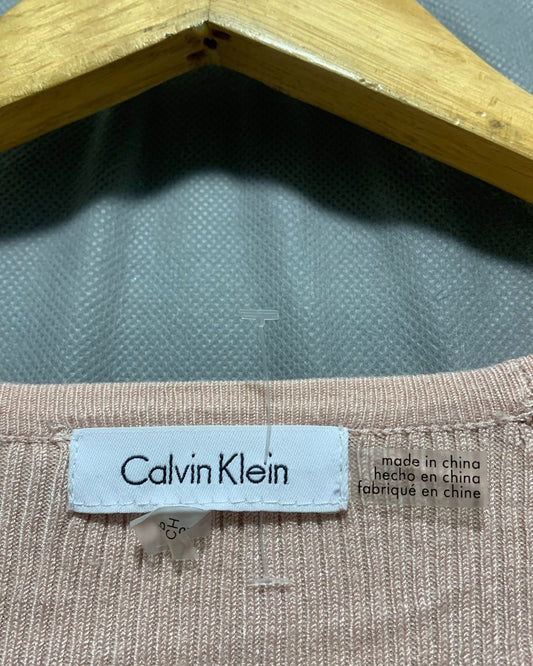 Calvin Klein
made in china
hecho en china
fabriqué en chine